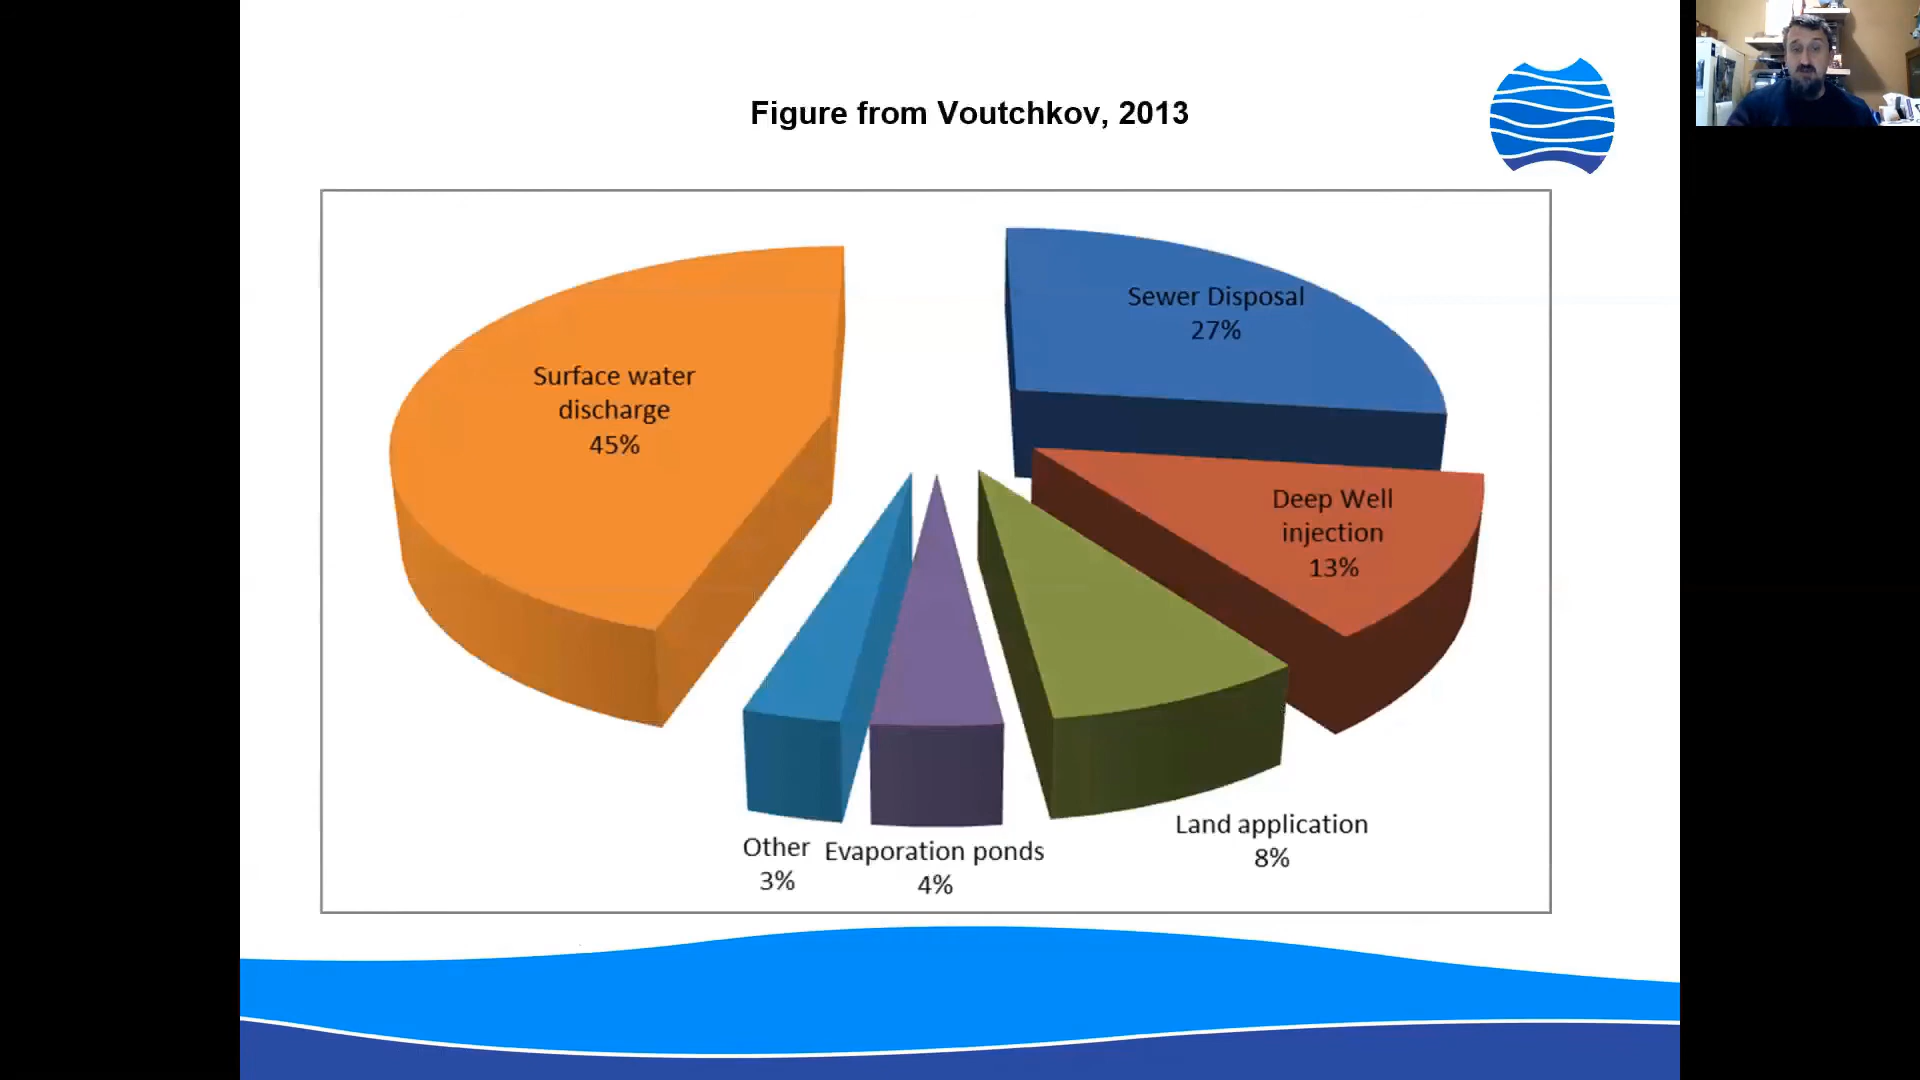 Figure from Voutchkov, 2013
Sewer Disposal
27%
Surface water
discharge
45%
Deep Well
injection
13%
Land application
8%
Other
3%
Evaporation ponds
4%